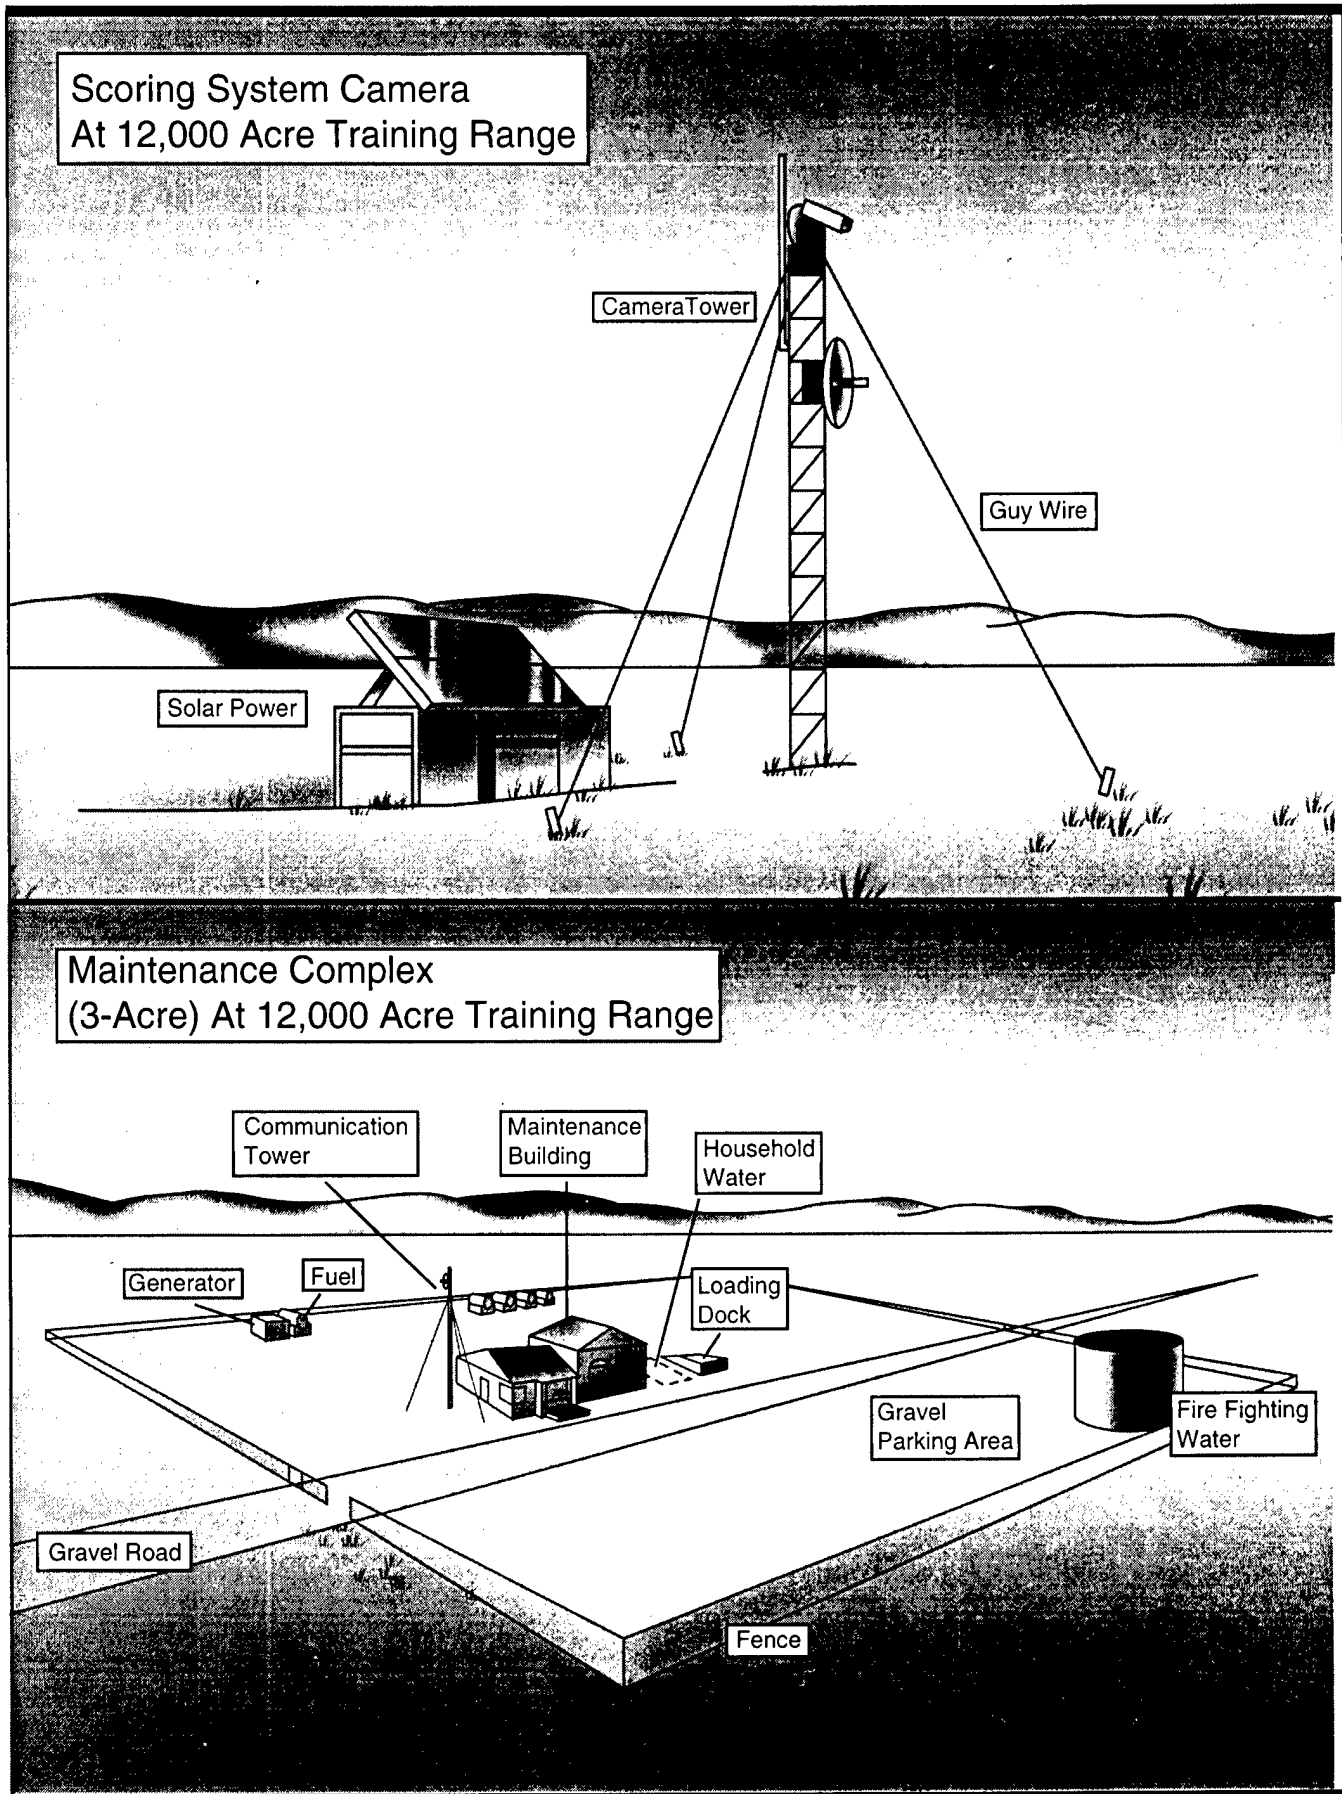 Scoring System Camera
At 12,000 Acre Training Range
CameraTower
Guy Wire
Solar Power
Maintenance Complex
(3-Acre) At 12,000 Acre Training Range
Communication
Tower
Maintenance
Building
Household
Water
Generator
Fuel
Loading
Dock
Gravel
Parking Area
Fire Fighting
Water
Gravel Road
Fence